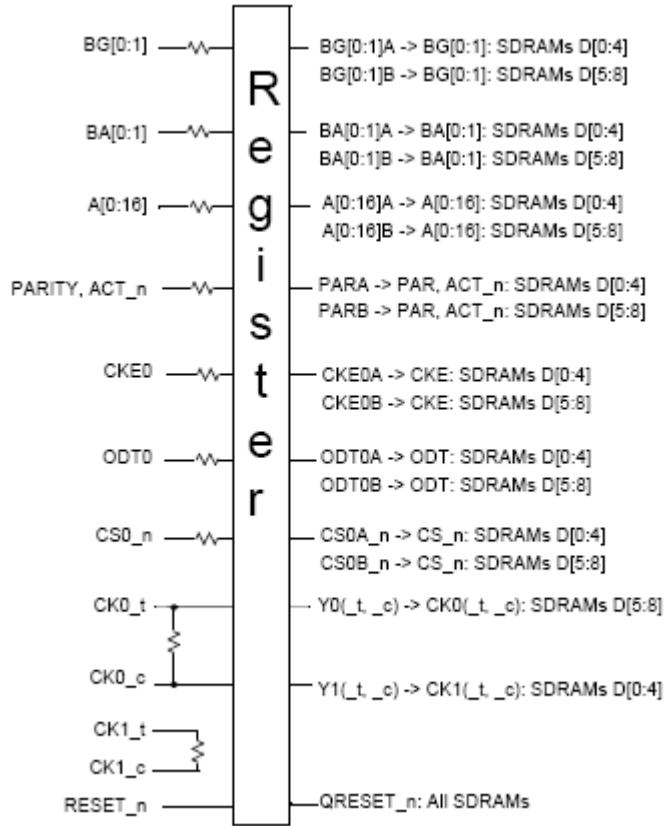 BG[0:1]
BG[0:1]A -> BG[0:1]: SDRAMs D[0:4]
BG[0:1]B -> BG[0:1]: SDRAMs D[5:8]
Register
BA[0:1]
BA[0:1]A -> BA[0:1]: SDRAMs D[0:4]
BA[0:1]B -> BA[0:1]: SDRAMs D[5:8]
A[0:16]
A[0:16]A -> A[0:16]: SDRAMs D[0:4]
A[0:16]B -> A[0:16]: SDRAMs D[5:8]
PARITY, ACT_n
PARA -> PAR, ACT_n: SDRAMs D[0:4]
PARB -> PAR, ACT_n: SDRAMs D[5:8]
CKE0
CKE0A -> CKE: SDRAMs D[0:4]
CKE0B -> CKE: SDRAMs D[5:8]
ODT0
ODT0A -> ODT: SDRAMs D[0:4]
ODT0B -> ODT: SDRAMs D[5:8]
CS0_n
CS0A_n -> CS_n: SDRAMs D[0:4]
CS0B_n -> CS_n: SDRAMs D[5:8]
CK0_t
Y0(_t, _c) -> CK0(_t, _c): SDRAMs D[5:8]
CK0_c
Y1(_t, _c) -> CK1(_t, _c): SDRAMs D[0:4]
CK1_t
CK1_c
RESET_n
QRESET_n: All SDRAMs